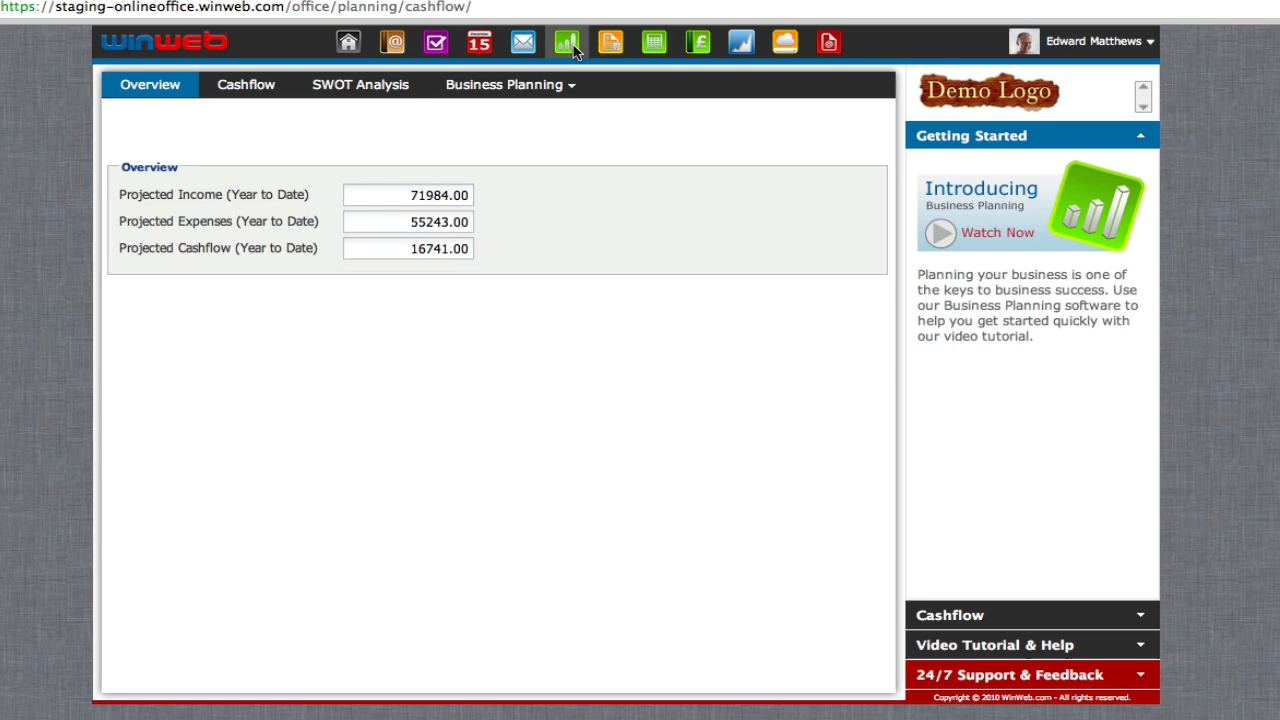 https://staging-onlineoffice.winweb.com/office/planning/cashflow/
winweb
@
15
£
Edward Matthews
Overview
Cashflow
SWOT Analysis
Business Planning
Demo Logo
Getting Started
Overview
Projected Income (Year to Date)
71984.00
Projected Expenses (Year to Date)
55243.00
Projected Cashflow (Year to Date)
16741.00
Introducing
Business Planning
Watch Now
Planning your business is one of
the keys to business success. Use
our Business Planning software to
help you get started quickly with
our video tutorial.
Cashflow
Video Tutorial & Help
24/7 Support & Feedback
Copyright © 2010 WinWeb.com - All rights reserved.